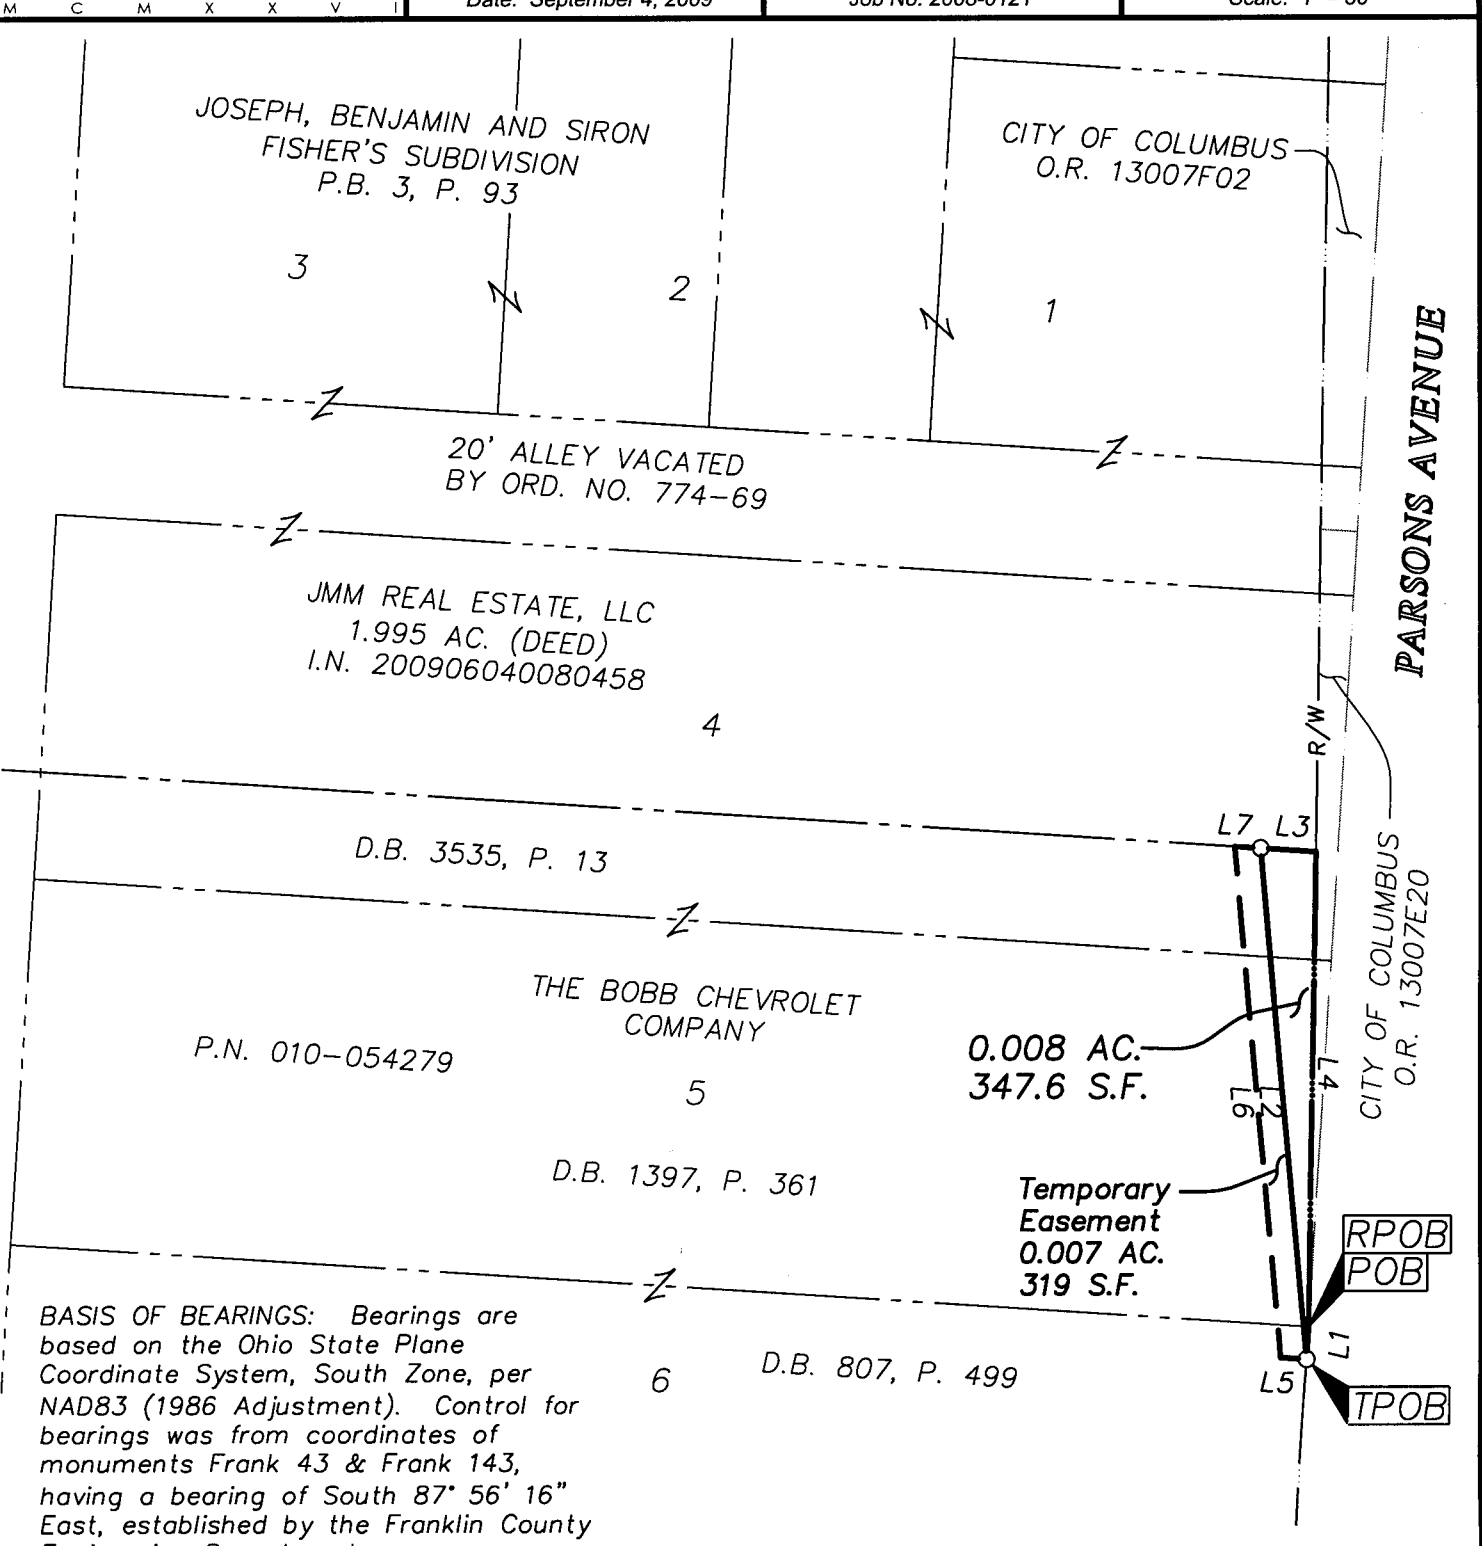 M C M X X V I
Date: September 4, 2009
Job No. 2008-0121
JOSEPH, BENJAMIN AND SIRON
FISHER'S SUBDIVISION
P.B. 3, P. 93
CITY OF COLUMBUS
O.R. 13007F02
3
2
1
PARSONS AVENUE
20' ALLEY VACATED
BY ORD. NO. 774-69
JMM REAL ESTATE, LLC
1.995 AC. (DEED)
I.N. 200906040080458
4
R/W
L7
L3
D.B. 3535, P. 13
CITY OF COLUMBUS
O.R. 13007E20
THE BOBB CHEVROLET
COMPANY
P.N. 010-054279
0.008 AC.
347.6 S.F.
L4
L6
L2
5
D.B. 1397, P. 361
Temporary
Easement
0.007 AC.
319 S.F.
RPOB
POB
L1
L5
TPOB
6
D.B. 807, P. 499
BASIS OF BEARINGS: Bearings are
based on the Ohio State Plane
Coordinate System, South Zone, per
NAD83 (1986 Adjustment). Control for
bearings was from coordinates of
monuments Frank 43 & Frank 143,
having a bearing of South 87° 56' 16"
East, established by the Franklin County